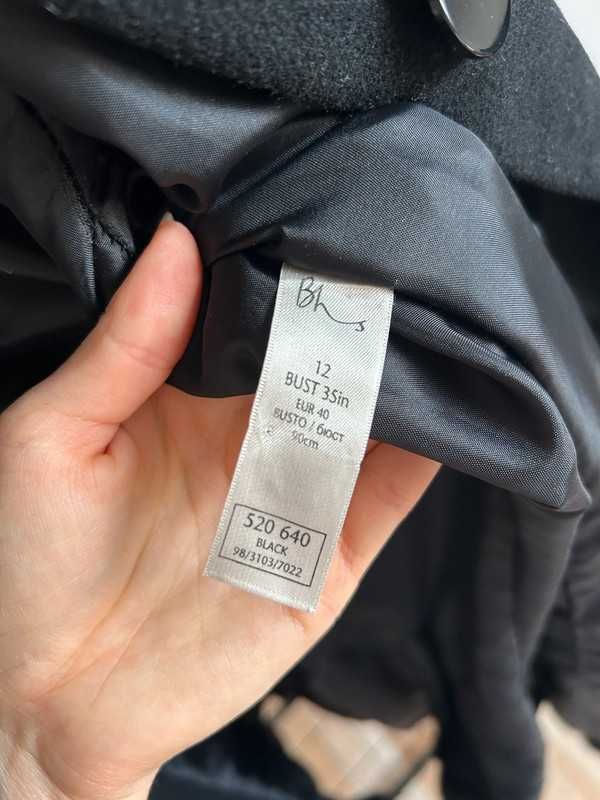 Bhs
12
BUST 35in
EUR 40
BUSTO / бюст
90cm
520 640
BLACK
98/3103/7022